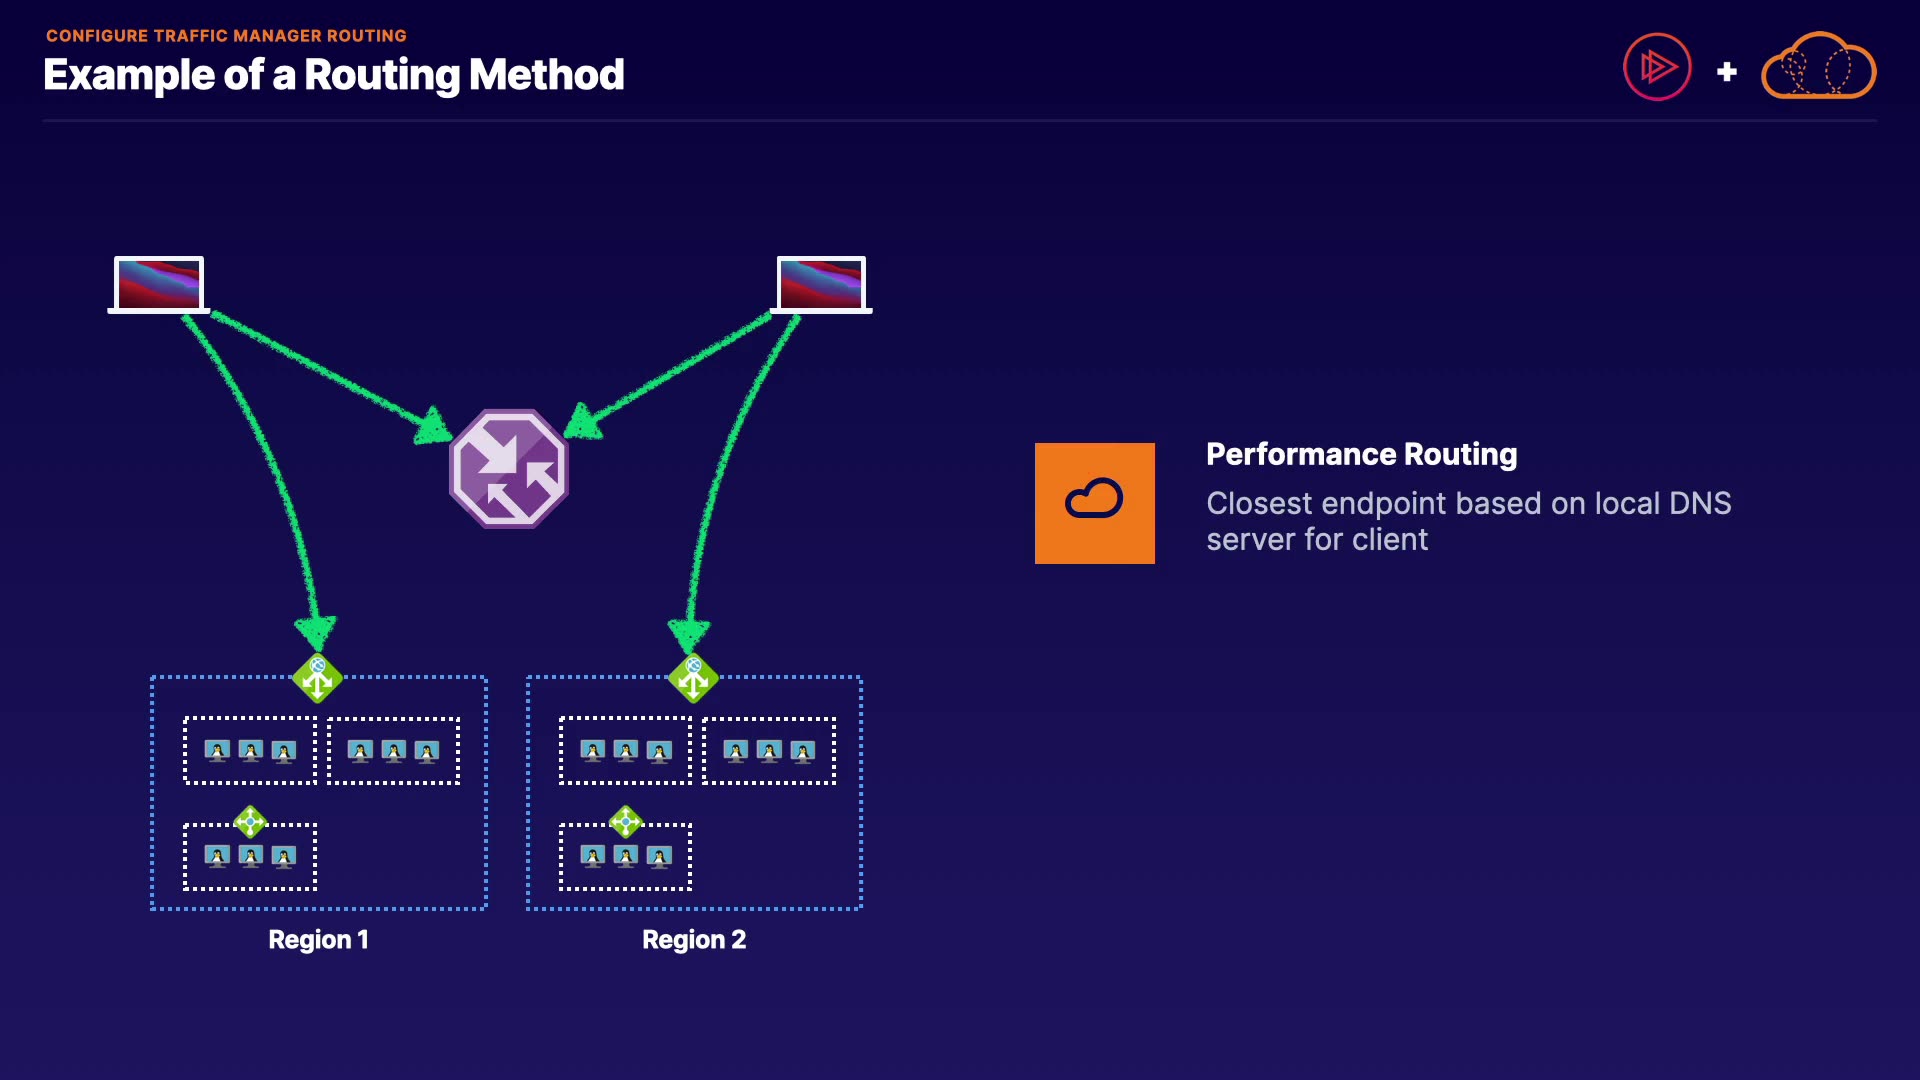 CONFIGURE TRAFFIC MANAGER ROUTING
Example of a Routing Method
Performance Routing
Closest endpoint based on local DNS
server for client
Region 1
Region 2